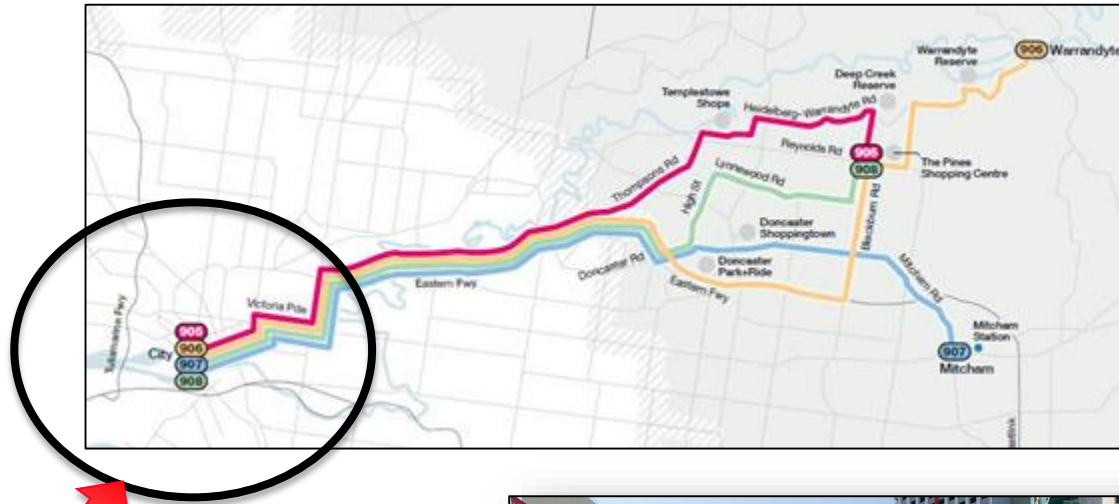 906 Warrandyte
Warrandyte
Reserve
Deep Creek
Reserve
Templestowe
Shops
Heidelberg-Warrandyte Rd
Reynolds Rd
905
908
The Pines
Shopping Centre
Thompsons Rd
Lynnewood Rd
High St
Blackburn Rd
Doncaster
Shoppingtown
Doncaster Rd
Doncaster
Park+Ride
Mitcham Rd
Eastern Fwy
Eastern Fwy
Victoria Pde
Tullamarine Fwy
City
905
906
907
908
Mitcham
Station
907
Mitcham